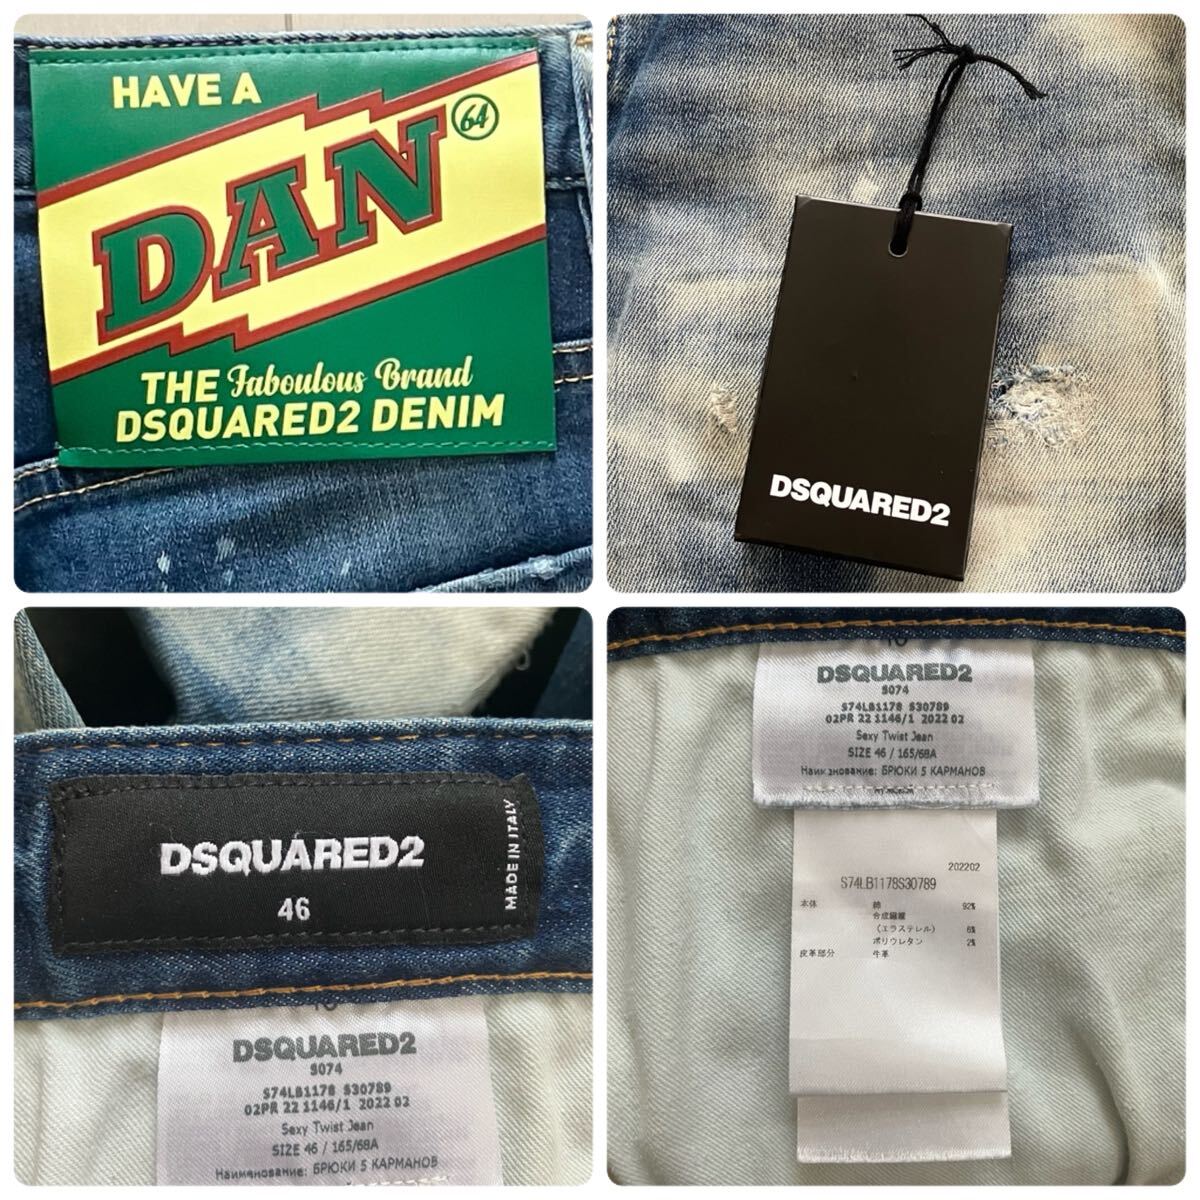 HAVE A
DAN 64
THE Faboulous Brand
DSQUARED2 DENIM
DSQUARED2
DSQUARED2
46
MADE IN ITALY
DSQUARED2
S074
S74LB1178 S30789
02PR 22 1146/1 2022 02
Sexy Twist Jean
SIZE 46 / 165/68A
Наименование: БРЮКИ 5 КАРМАНОВ
DSQUARED2
S074
S74LB1178 S30789
02PR 22 1146/1 2022 02
Sexy Twist Jean
SIZE 46 / 165/68A
Наименование: БРЮКИ 5 КАРМАНОВ
202202
S74LB1178S30789
本体 綿 92%
合成繊維
(エラステレル) 6%
ポリウレタン 2%
皮革部分 牛革